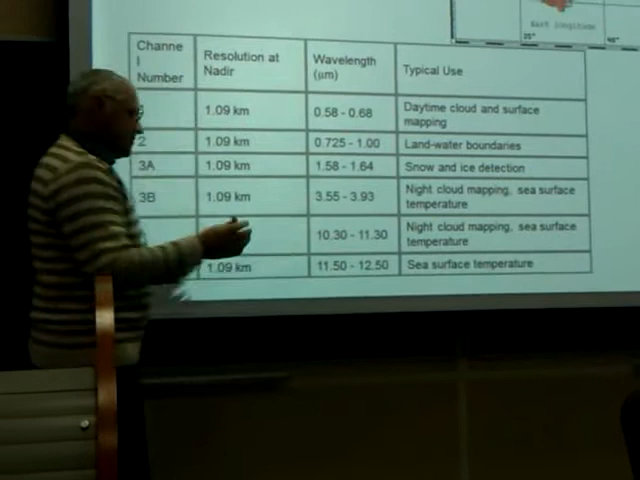 East longitude
25° 40°
Channe
l
Number
Resolution at
Nadir
Wavelength
(μm)
Typical Use
1.09 km 0.58 - 0.68 Daytime cloud and surface
mapping
2 1.09 km 0.725 - 1.00 Land-water boundaries
3A 1.09 km 1.58 - 1.64 Snow and ice detection
3B 1.09 km 3.55 - 3.93 Night cloud mapping, sea surface
temperature
10.30 - 11.30 Night cloud mapping, sea surface
temperature
1.09 km 11.50 - 12.50 Sea surface temperature